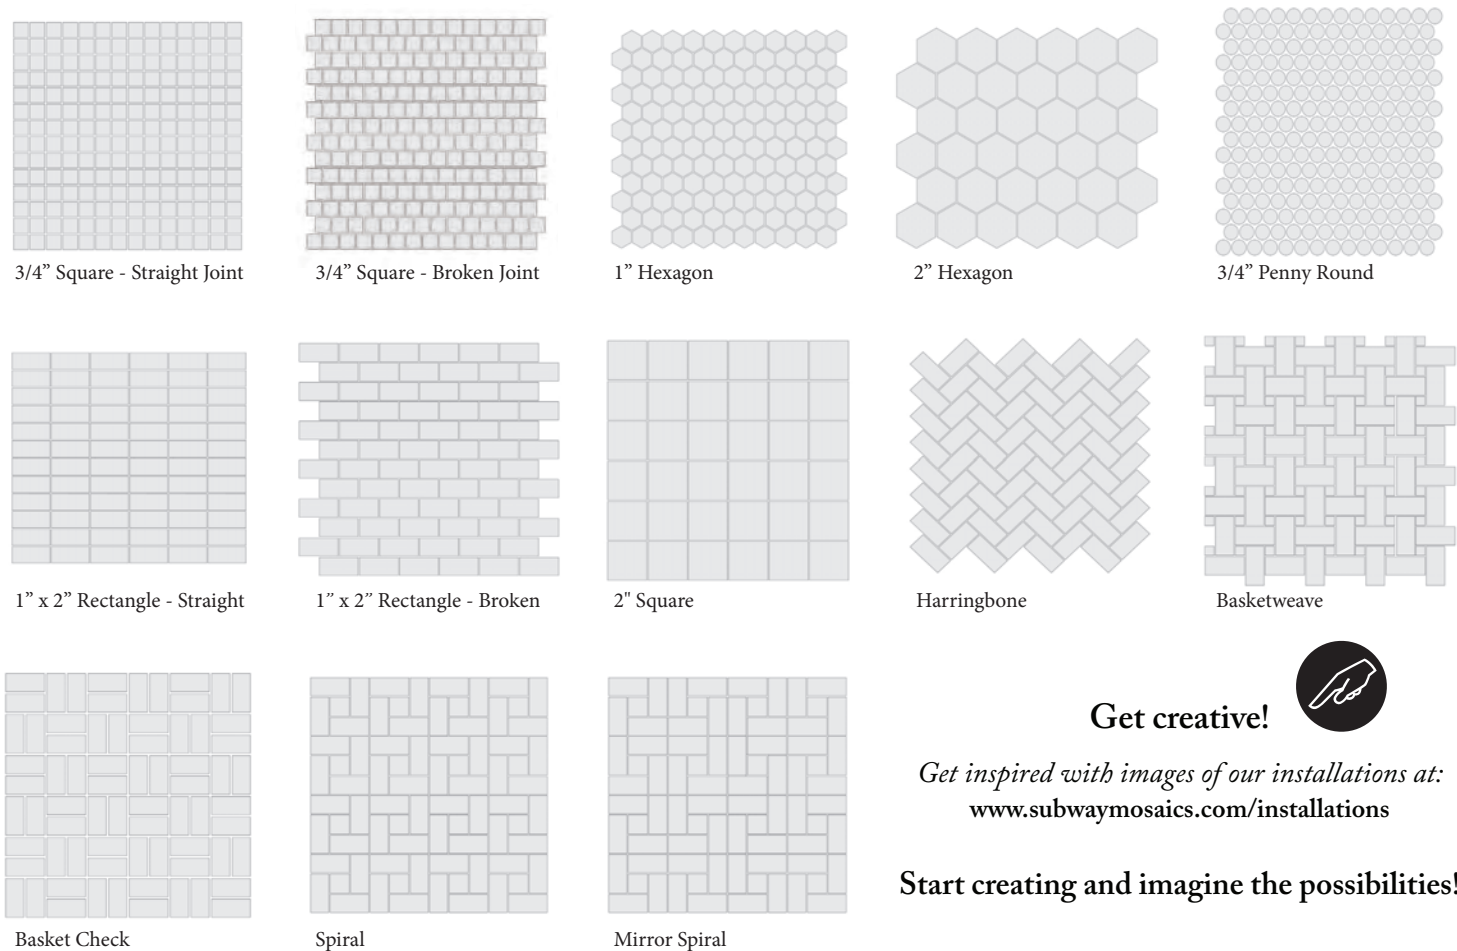 3/4” Square - Straight Joint
3/4” Square - Broken Joint
1” Hexagon
2” Hexagon
3/4” Penny Round
1” x 2” Rectangle - Straight
1” x 2” Rectangle - Broken
2" Square
Harringbone
Basketweave
Basket Check
Spiral
Mirror Spiral
Get creative!
Get inspired with images of our installations at:
www.subwaymosaics.com/installations
Start creating and imagine the possibilities!